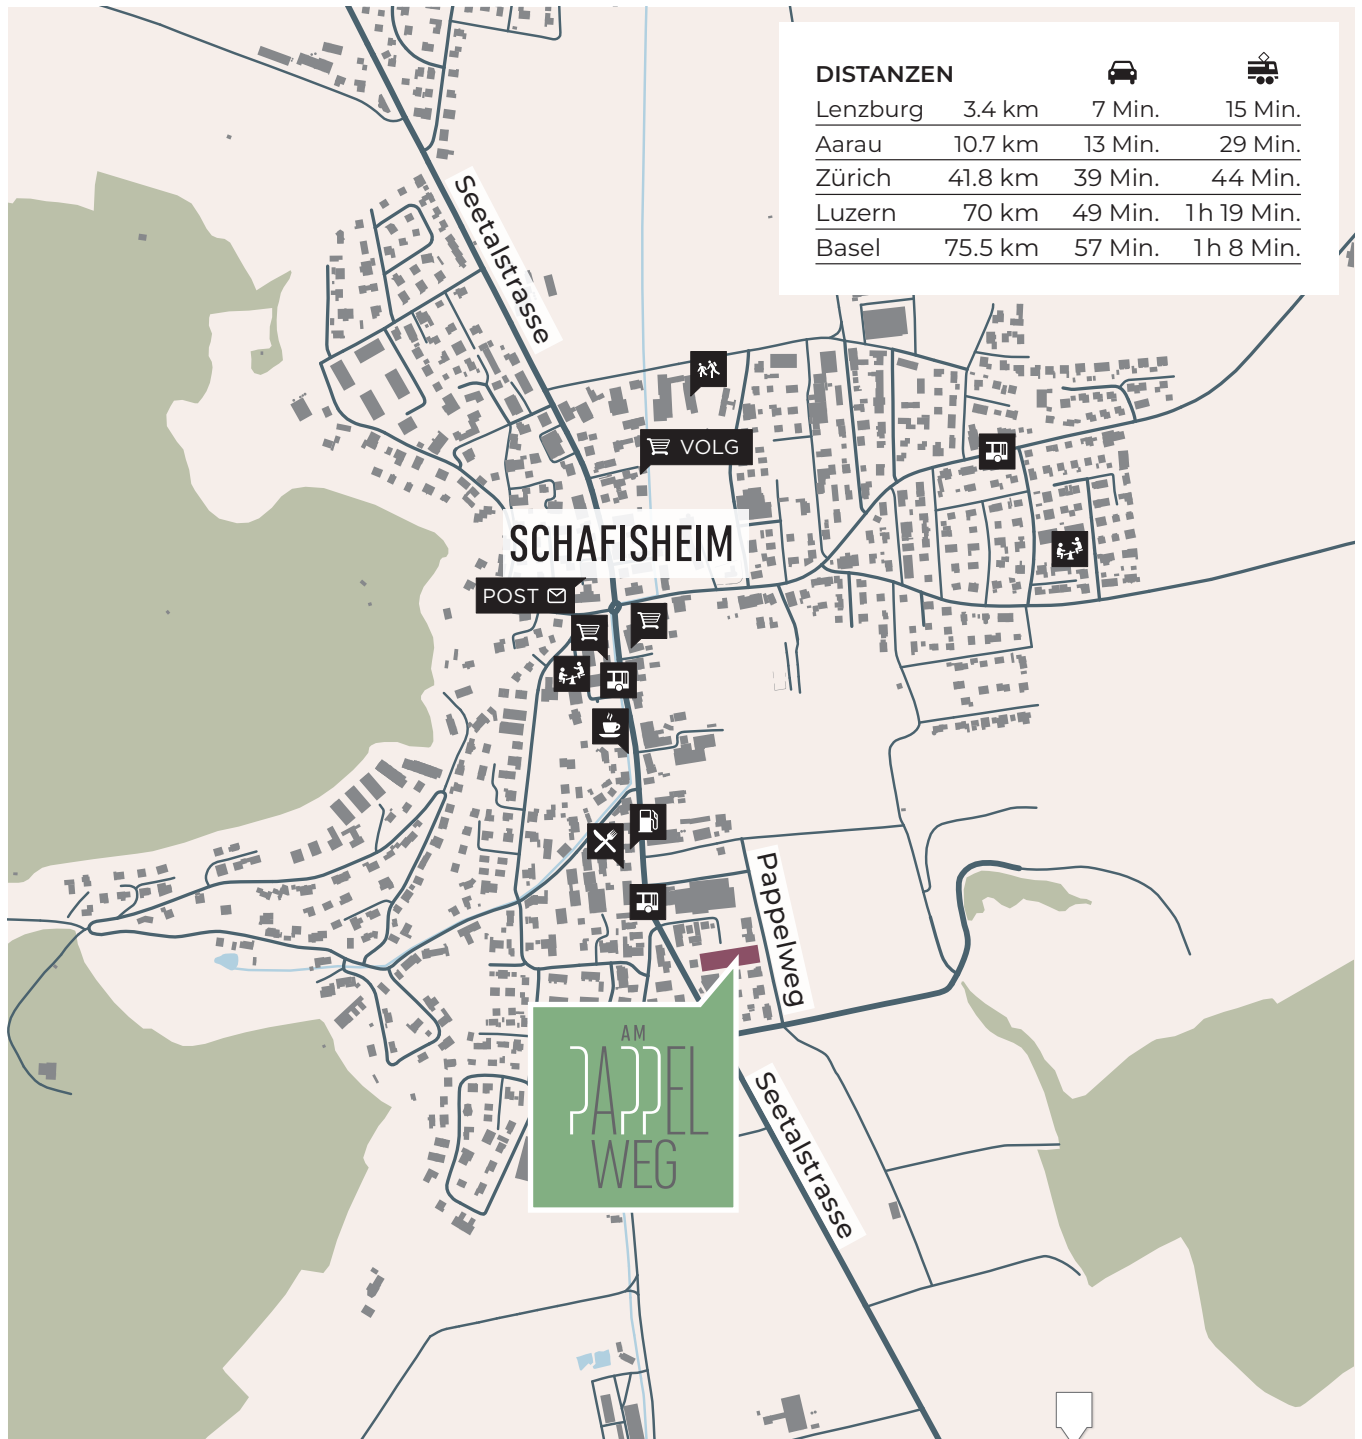 DISTANZEN
Lenzburg 3.4 km 7 Min. 15 Min.
Aarau 10.7 km 13 Min. 29 Min.
Zürich 41.8 km 39 Min. 44 Min.
Luzern 70 km 49 Min. 1 h 19 Min.
Basel 75.5 km 57 Min. 1 h 8 Min.
Seetalstrasse
VOLG
SCHAFISHEIM
POST
Pappelweg
AM
PAPPEL
WEG
Seetalstrasse